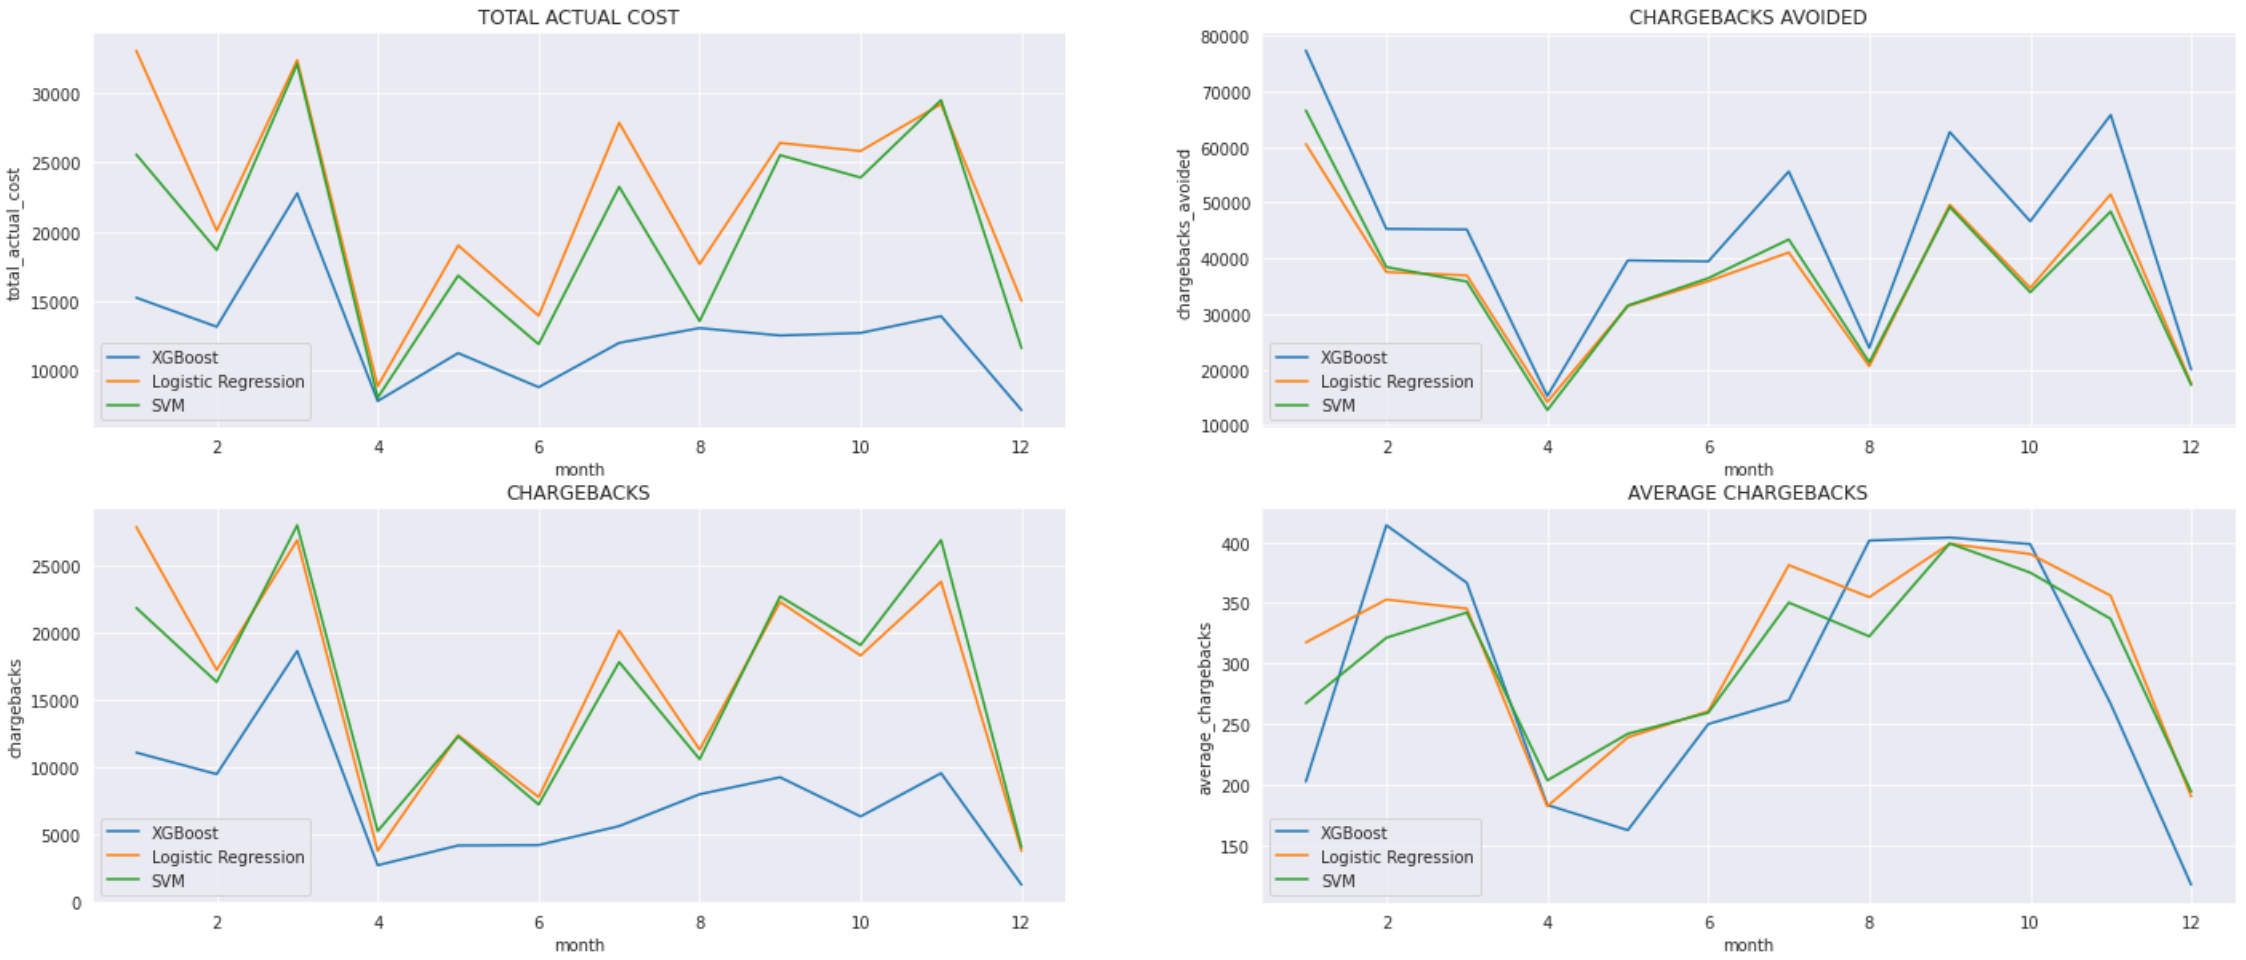 TOTAL ACTUAL COST
total_actual_cost
30000
25000
20000
15000
10000
XGBoost
Logistic Regression
SVM
2 4 6 8 10 12
month
CHARGEBACKS AVOIDED
chargebacks_avoided
80000
70000
60000
50000
40000
30000
20000
10000
XGBoost
Logistic Regression
SVM
2 4 6 8 10 12
month
CHARGEBACKS
chargebacks
25000
20000
15000
10000
5000
0
XGBoost
Logistic Regression
SVM
2 4 6 8 10 12
month
AVERAGE CHARGEBACKS
average_chargebacks
400
350
300
250
200
150
XGBoost
Logistic Regression
SVM
2 4 6 8 10 12
month